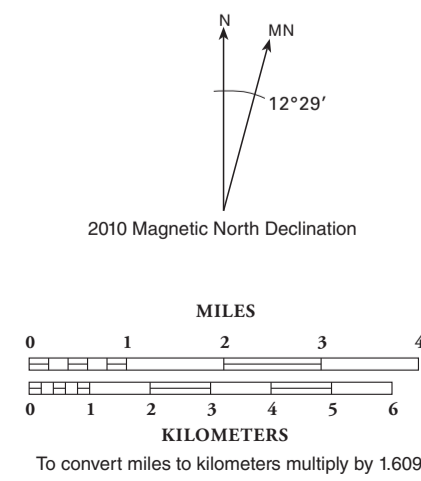 N
MN
12°29′
2010 Magnetic North Declination
MILES
0 1 2 3 4
0 1 2 3 4 5 6
KILOMETERS
To convert miles to kilometers multiply by 1.609